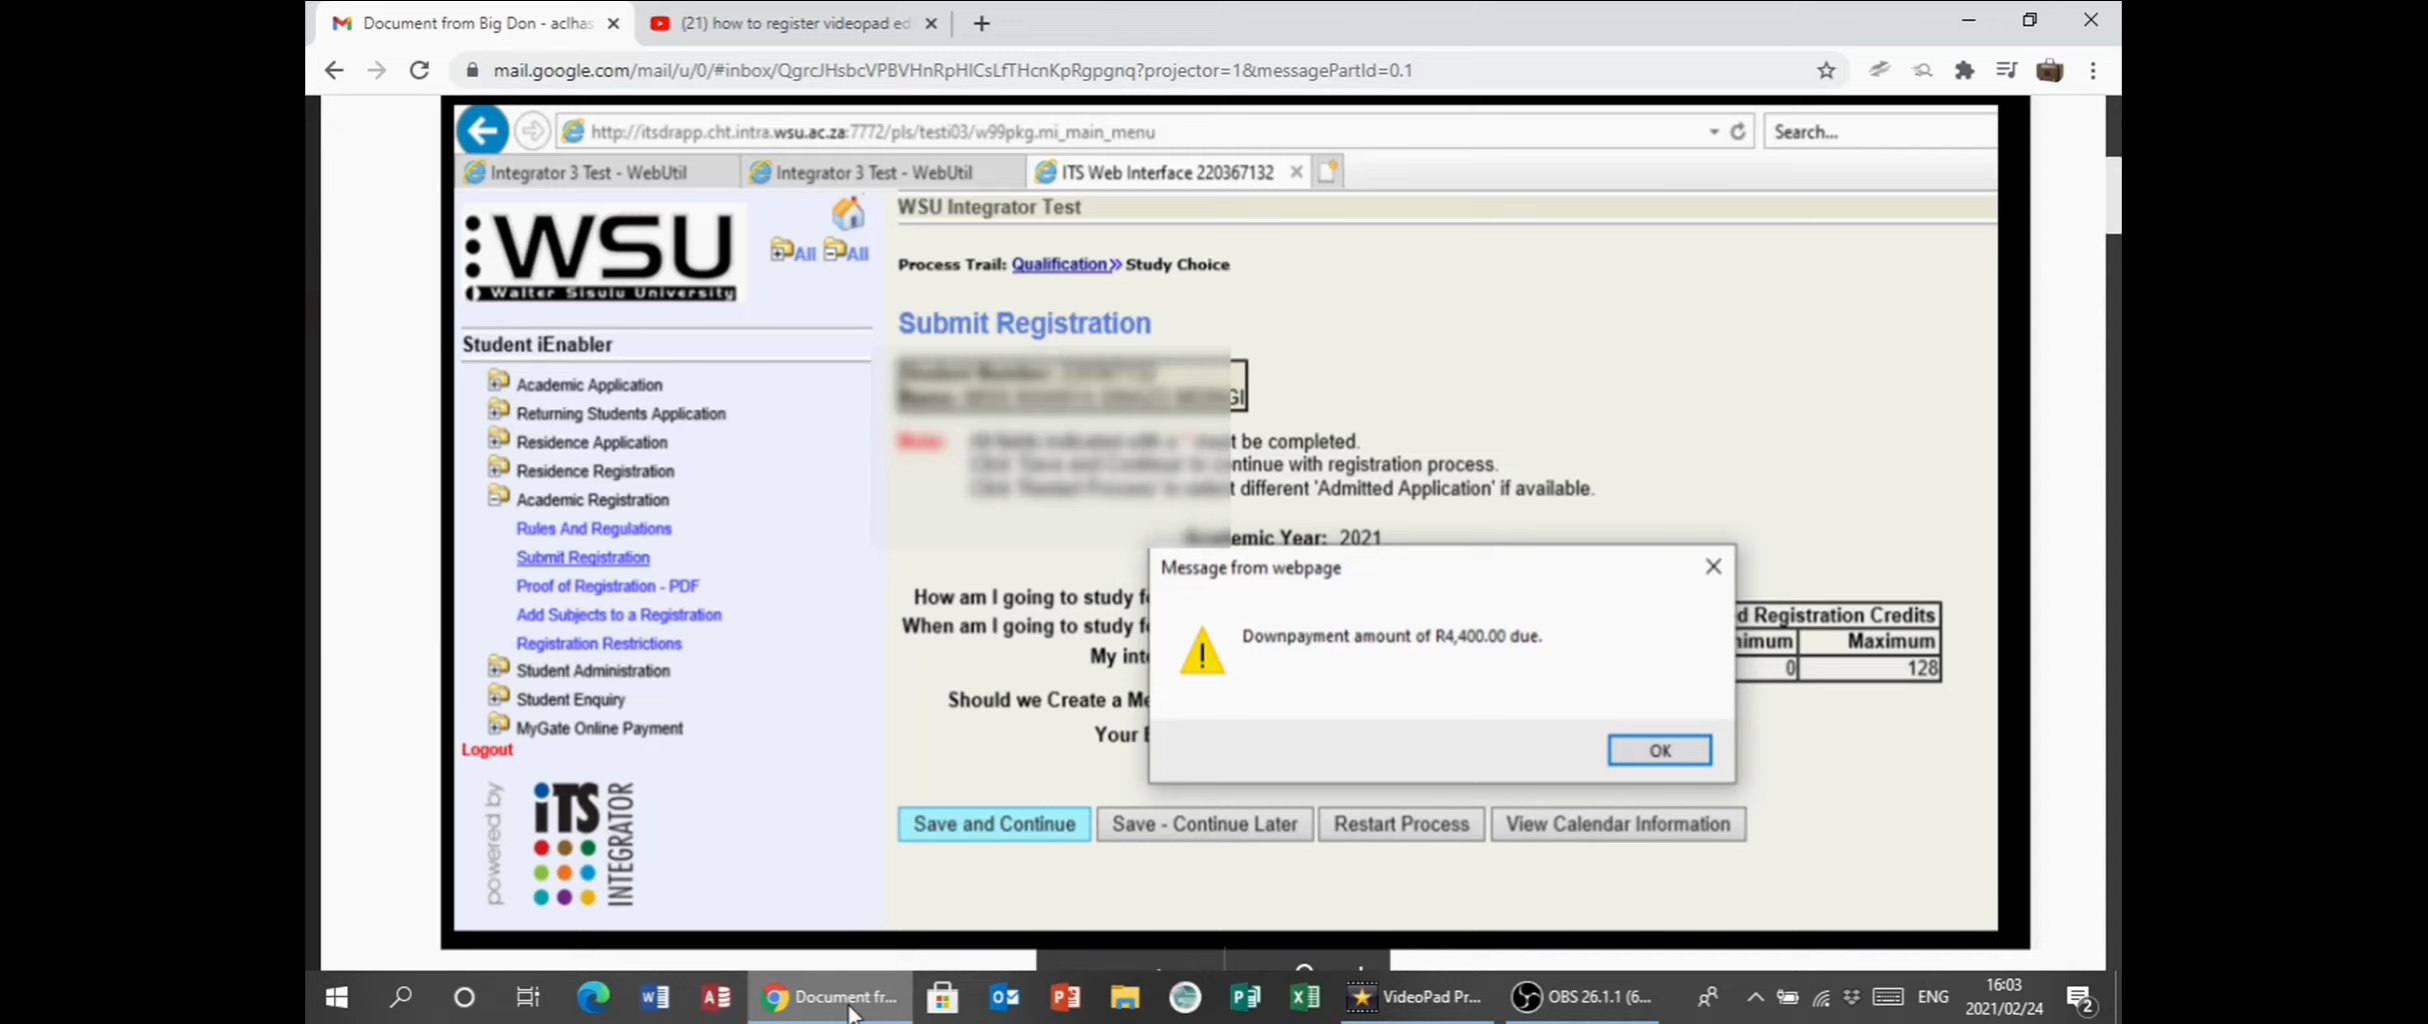 Document from Big Don - aclhas
(21) how to register videopad ed
mail.google.com/mail/u/0/#inbox/QgrcJHsbcVPBVHnRpHlCsLfTHcnKpRgpgnq?projector=1&messagePartId=0.1
http://itsdrapp.cht.intra.wsu.ac.za:7772/pls/testi03/w99pkg.mi_main_menu
Search...
Integrator 3 Test - WebUtil
Integrator 3 Test - WebUtil
ITS Web Interface 220367132
WSU
Walter Sisulu University
All All
Student iEnabler
Academic Application
Returning Students Application
Residence Application
Residence Registration
Academic Registration
Rules And Regulations
Submit Registration
Proof of Registration - PDF
Add Subjects to a Registration
Registration Restrictions
Student Administration
Student Enquiry
MyGate Online Payment
Logout
powered by
iTS
INTEGRATOR
WSU Integrator Test
Process Trail: Qualification» Study Choice
Submit Registration
GI
t be completed.
ntinue with registration process.
t different 'Admitted Application' if available.
emic Year: 2021
How am I going to study f
When am I going to study f
My inte
Should we Create a Me
Your E
d Registration Credits
nimum Maximum
0 128
Message from webpage
Downpayment amount of R4,400.00 due.
OK
Save and Continue
Save - Continue Later
Restart Process
View Calendar Information
Document fr...
VideoPad Pr...
OBS 26.1.1 (6...
ENG
16:03
2021/02/24
2